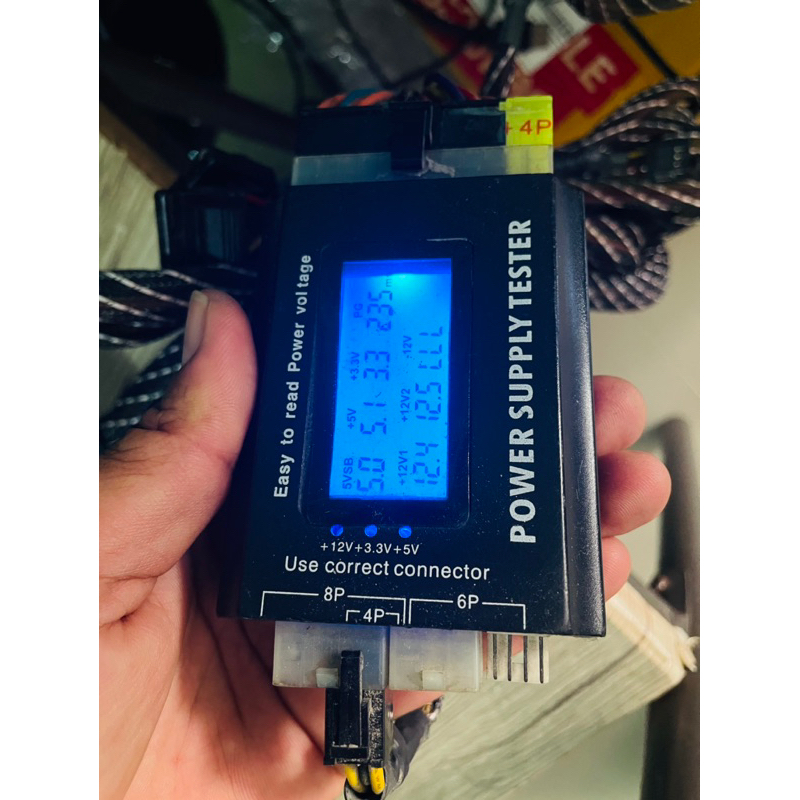 +4P
Easy to read Power voltage
5VSB +5V +3.3V PG
5.0 5.1 3.3 235
+12V1 +12V2 -12V
12.4 12.5 LLL
POWER SUPPLY TESTER
+12V+3.3V+5V
Use correct connector
8P
4P
6P